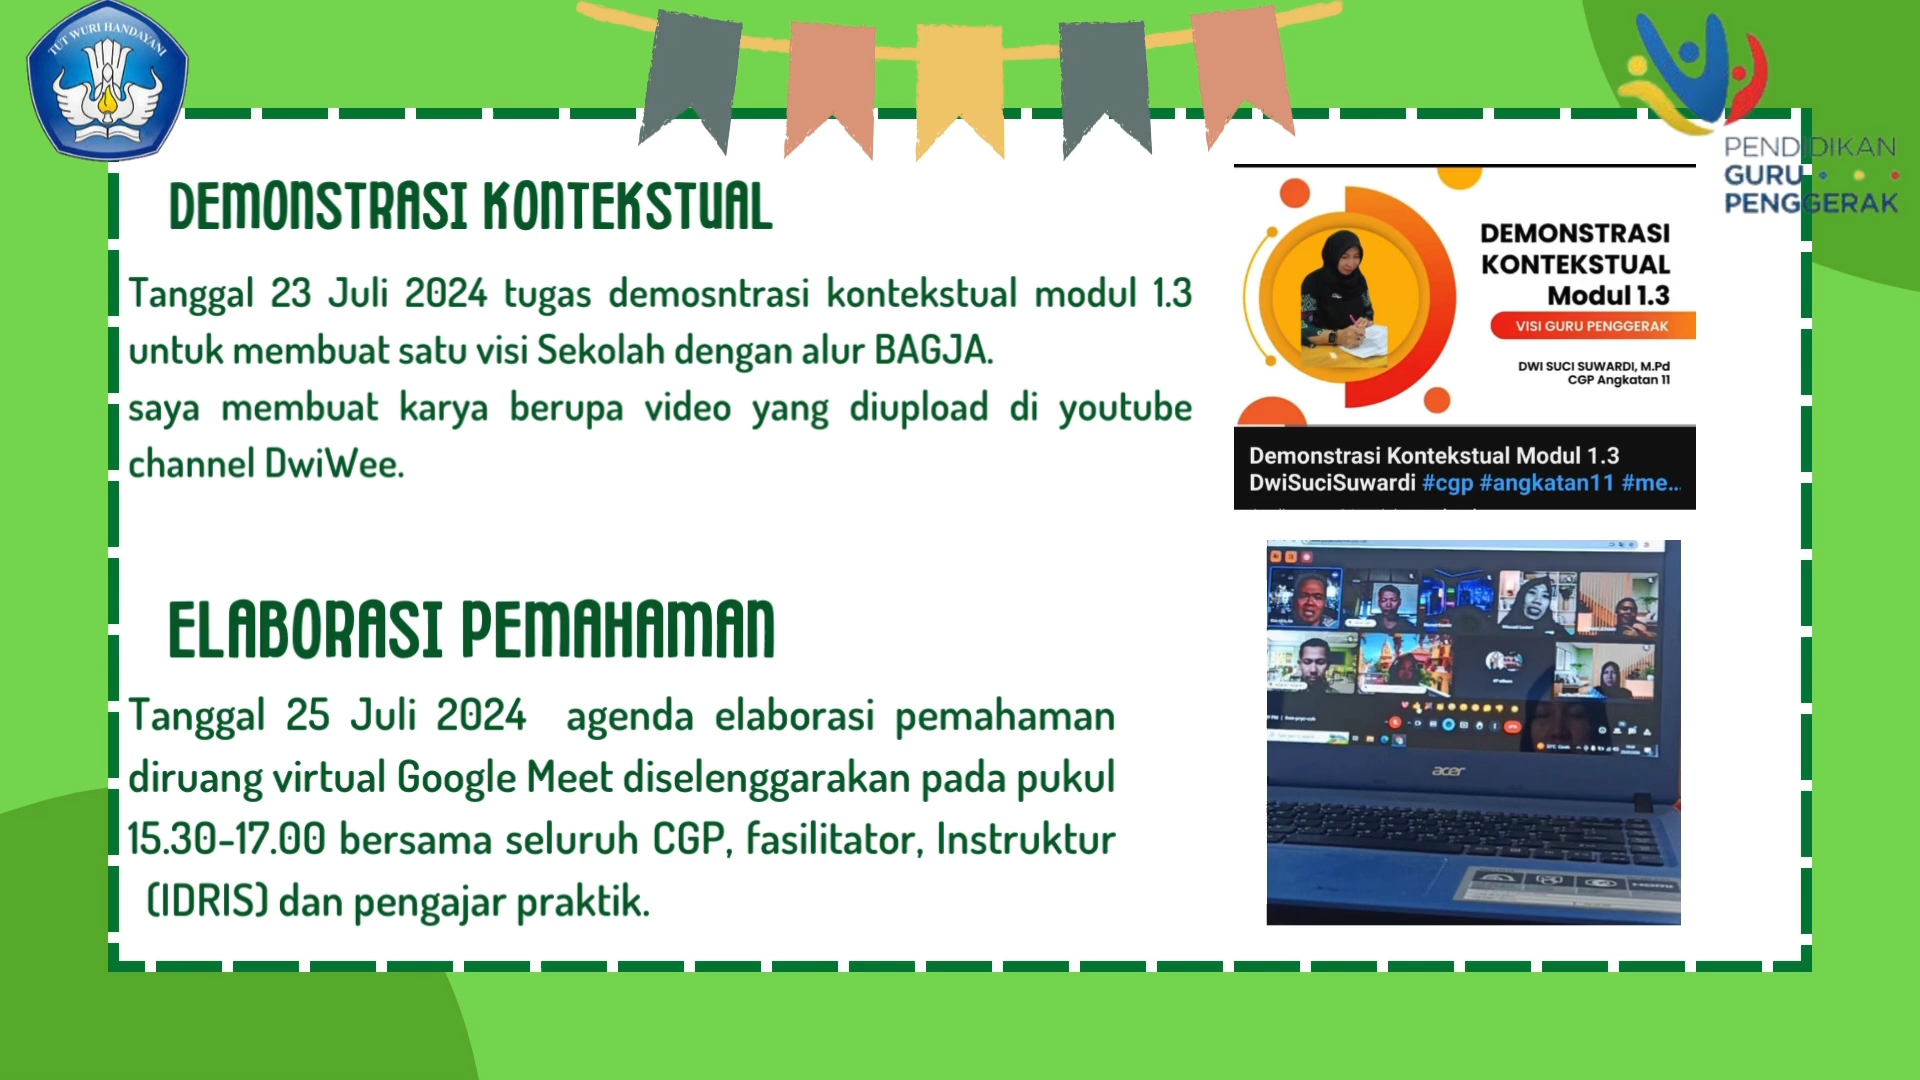 TUT WURI HANDAYANI
PENDIDIKAN
GURU
PENGGERAK
DEMONSTRASI KONTEKSTUAL
Tanggal 23 Juli 2024 tugas demosntrasi kontekstual modul 1.3
untuk membuat satu visi Sekolah dengan alur BAGJA.
saya membuat karya berupa video yang diupload di youtube
channel DwiWee.
DEMONSTRASI
KONTEKSTUAL
Modul 1.3
VISI GURU PENGGERAK
DWI SUCI SUWARDI, M.Pd
CGP Angkatan 11
Demonstrasi Kontekstual Modul 1.3
DwiSuciSuwardi #cgp #angkatan11 #me...
ELABORASI PEMAHAMAN
Tanggal 25 Juli 2024 agenda elaborasi pemahaman
diruang virtual Google Meet diselenggarakan pada pukul
15.30-17.00 bersama seluruh CGP, fasilitator, Instruktur
(IDRIS) dan pengajar praktik.
acer